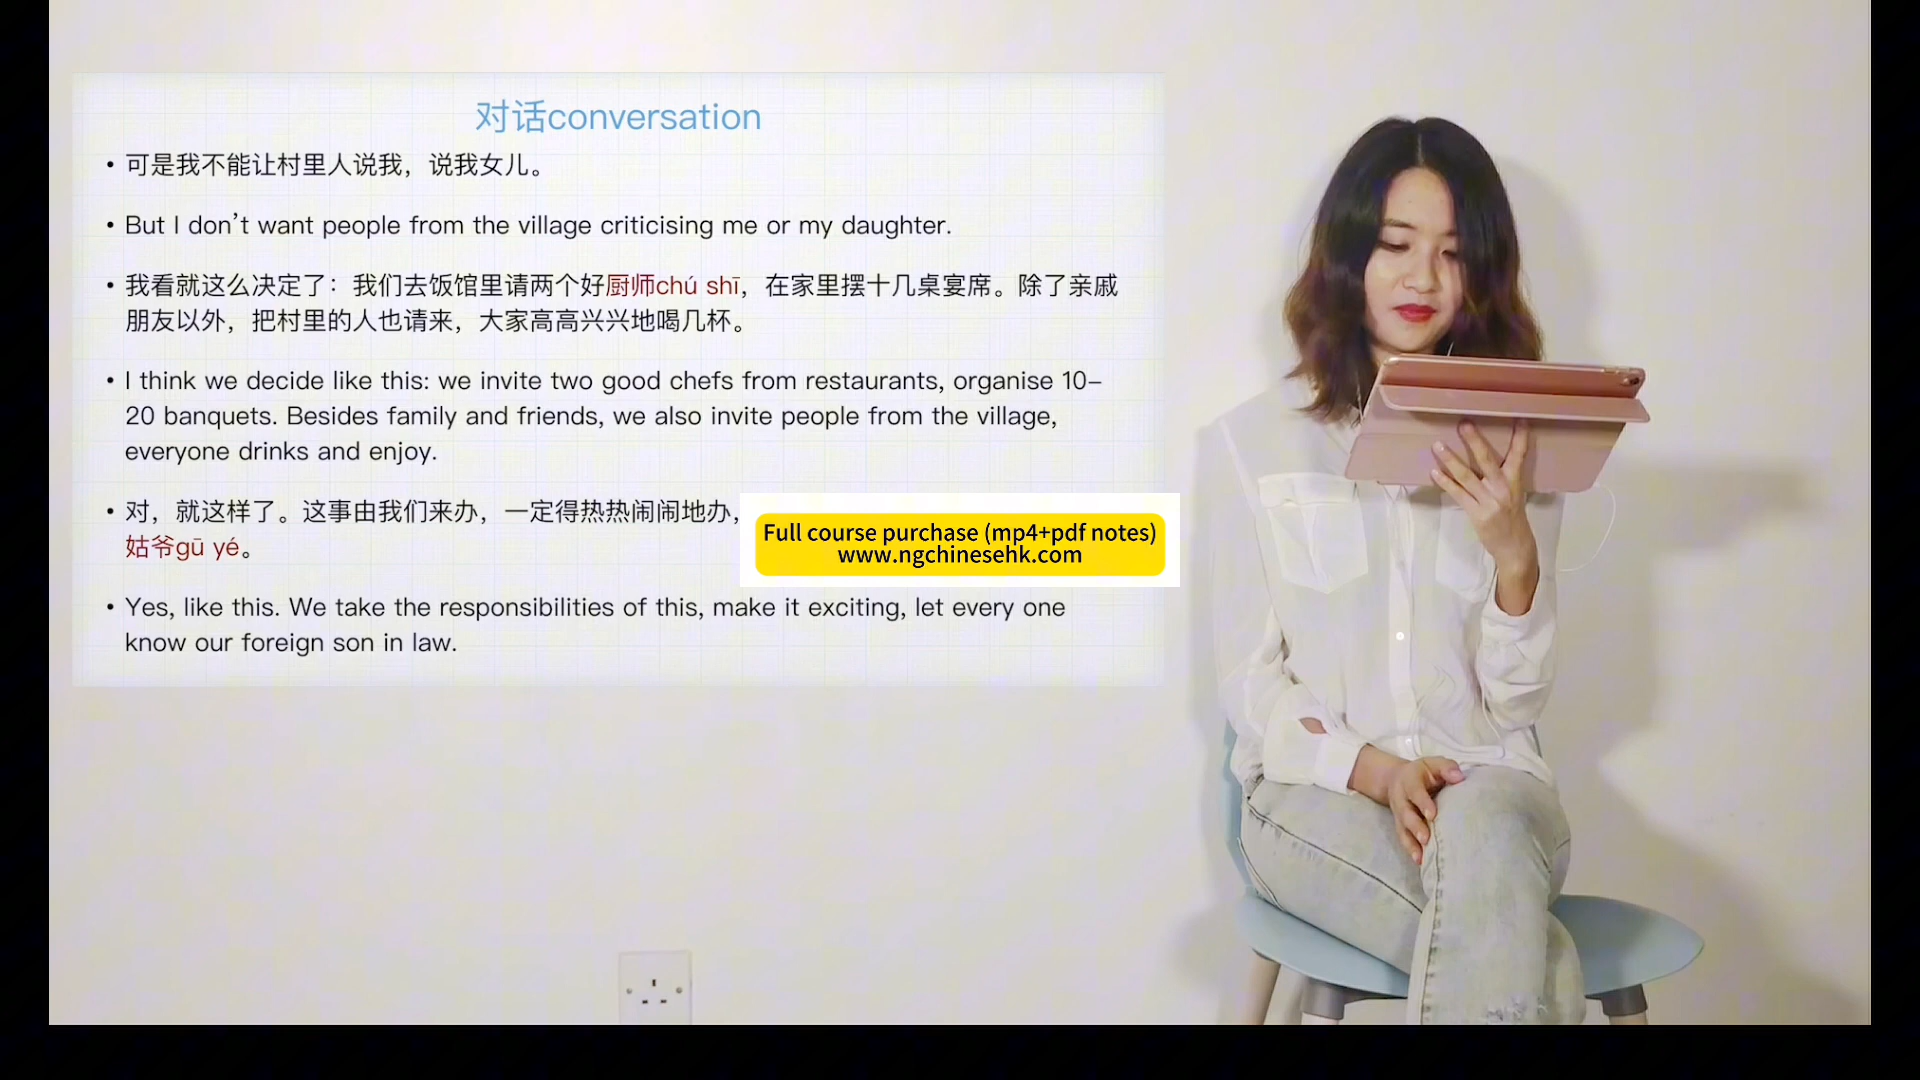 对话conversation
• 可是我不能让村里人说我，说我女儿。
• But I don’t want people from the village criticising me or my daughter.
• 我看就这么决定了：我们去饭馆里请两个好厨师chú shī，在家里摆十几桌宴席。除了亲戚
朋友以外，把村里的人也请来，大家高高兴兴地喝几杯。
• I think we decide like this: we invite two good chefs from restaurants, organise 10–
20 banquets. Besides family and friends, we also invite people from the village,
everyone drinks and enjoy.
• 对，就这样了。这事由我们来办，一定得热热闹闹地办，
姑爷gū yé。
Full course purchase (mp4+pdf notes)
www.ngchinesehk.com
• Yes, like this. We take the responsibilities of this, make it exciting, let every one
know our foreign son in law.